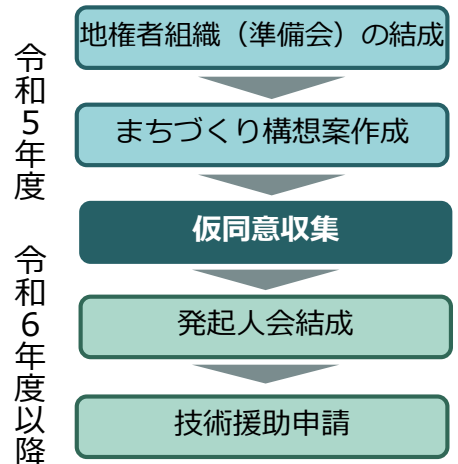 令和5年度
地権者組織（準備会）の結成
まちづくり構想案作成
仮同意収集
令和6年度以降
発起人会結成
技術援助申請